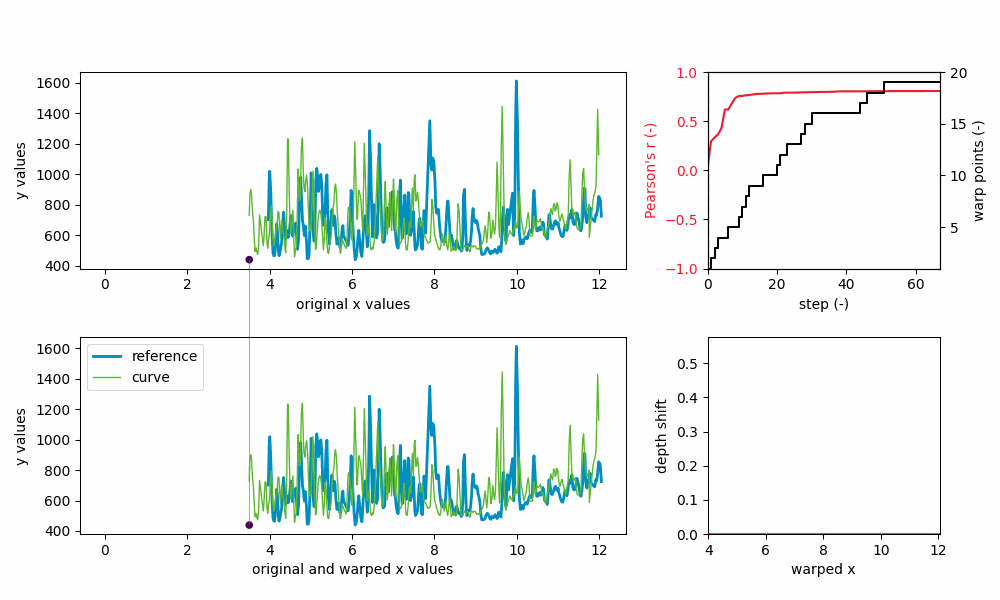 1600
1400
1200
1000
800
600
400
y values
0 2 4 6 8 10 12
original x values
1.0
0.5
0.0
−0.5
−1.0
Pearson's r (-)
20
15
10
5
warp points (-)
0 20 40 60
step (-)
1600
1400
1200
1000
800
600
400
y values
reference
curve
0 2 4 6 8 10 12
original and warped x values
0.5
0.4
0.3
0.2
0.1
0.0
depth shift
4 6 8 10 12
warped x